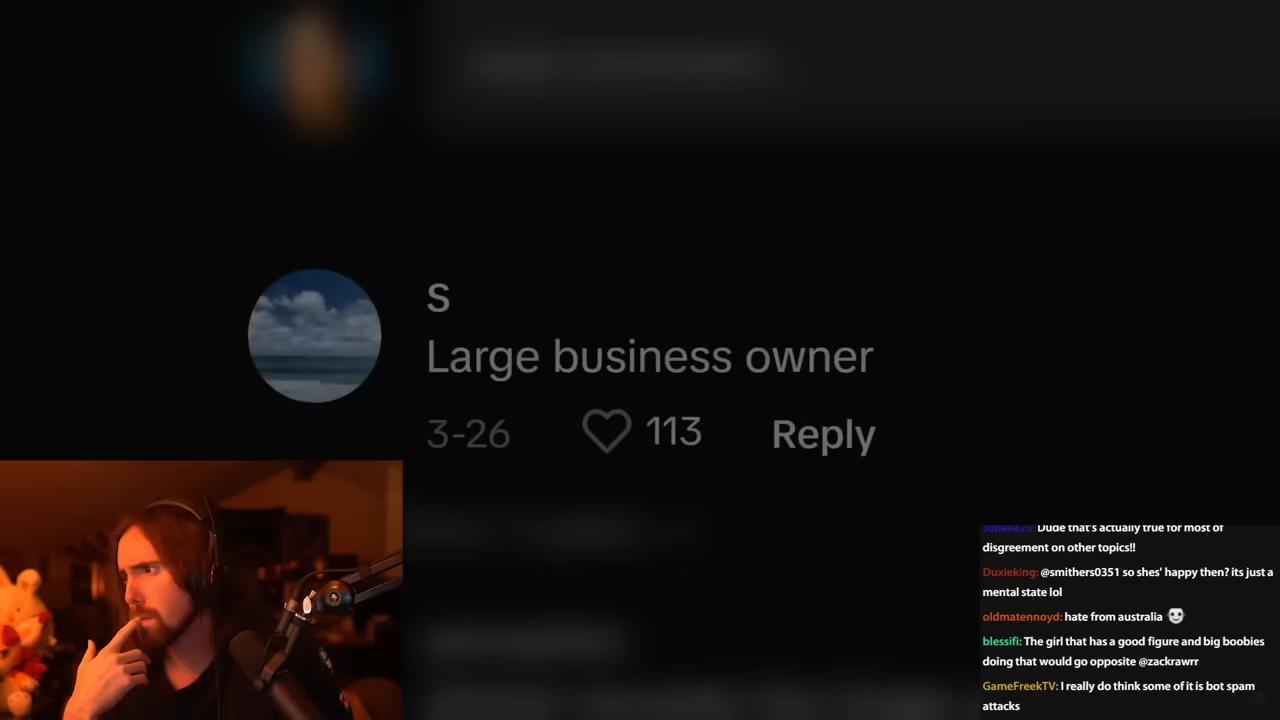 S
Large business owner
3-26
113
Reply
Dude that's actually true for most of
disgreement on other topics!!
Duxieking: @smithers0351 so shes' happy then? its just a
mental state lol
oldmatennoyd: hate from australia
blessifi: The girl that has a good figure and big boobies
doing that would go opposite @zackrawrr
GameFreekTV: I really do think some of it is bot spam
attacks